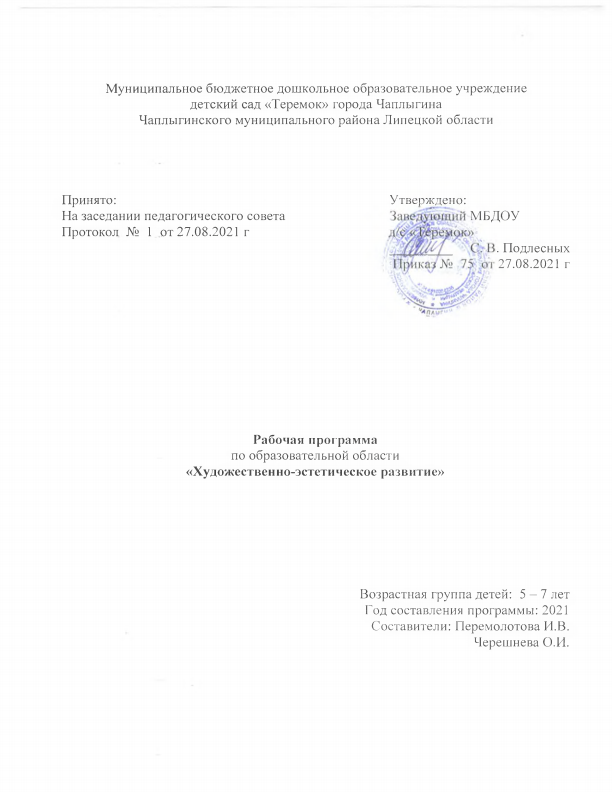 Муниципальное бюджетное дошкольное образовательное учреждение
детский сад «Теремок» города Чаплыгина
Чаплыгинского муниципального района Липецкой области
Принято:
На заседании педагогического совета
Протокол № 1 от 27.08.2021 г
Утверждено:
Заведующий МБДОУ
д/с «Теремок»
С. В. Подлесных
Приказ № 75 от 27.08.2021 г
Рабочая программа
по образовательной области
«Художественно-эстетическое развитие»
Возрастная группа детей: 5 – 7 лет
Год составления программы: 2021
Составители: Перемолотова И.В.
Черешнева О.И.